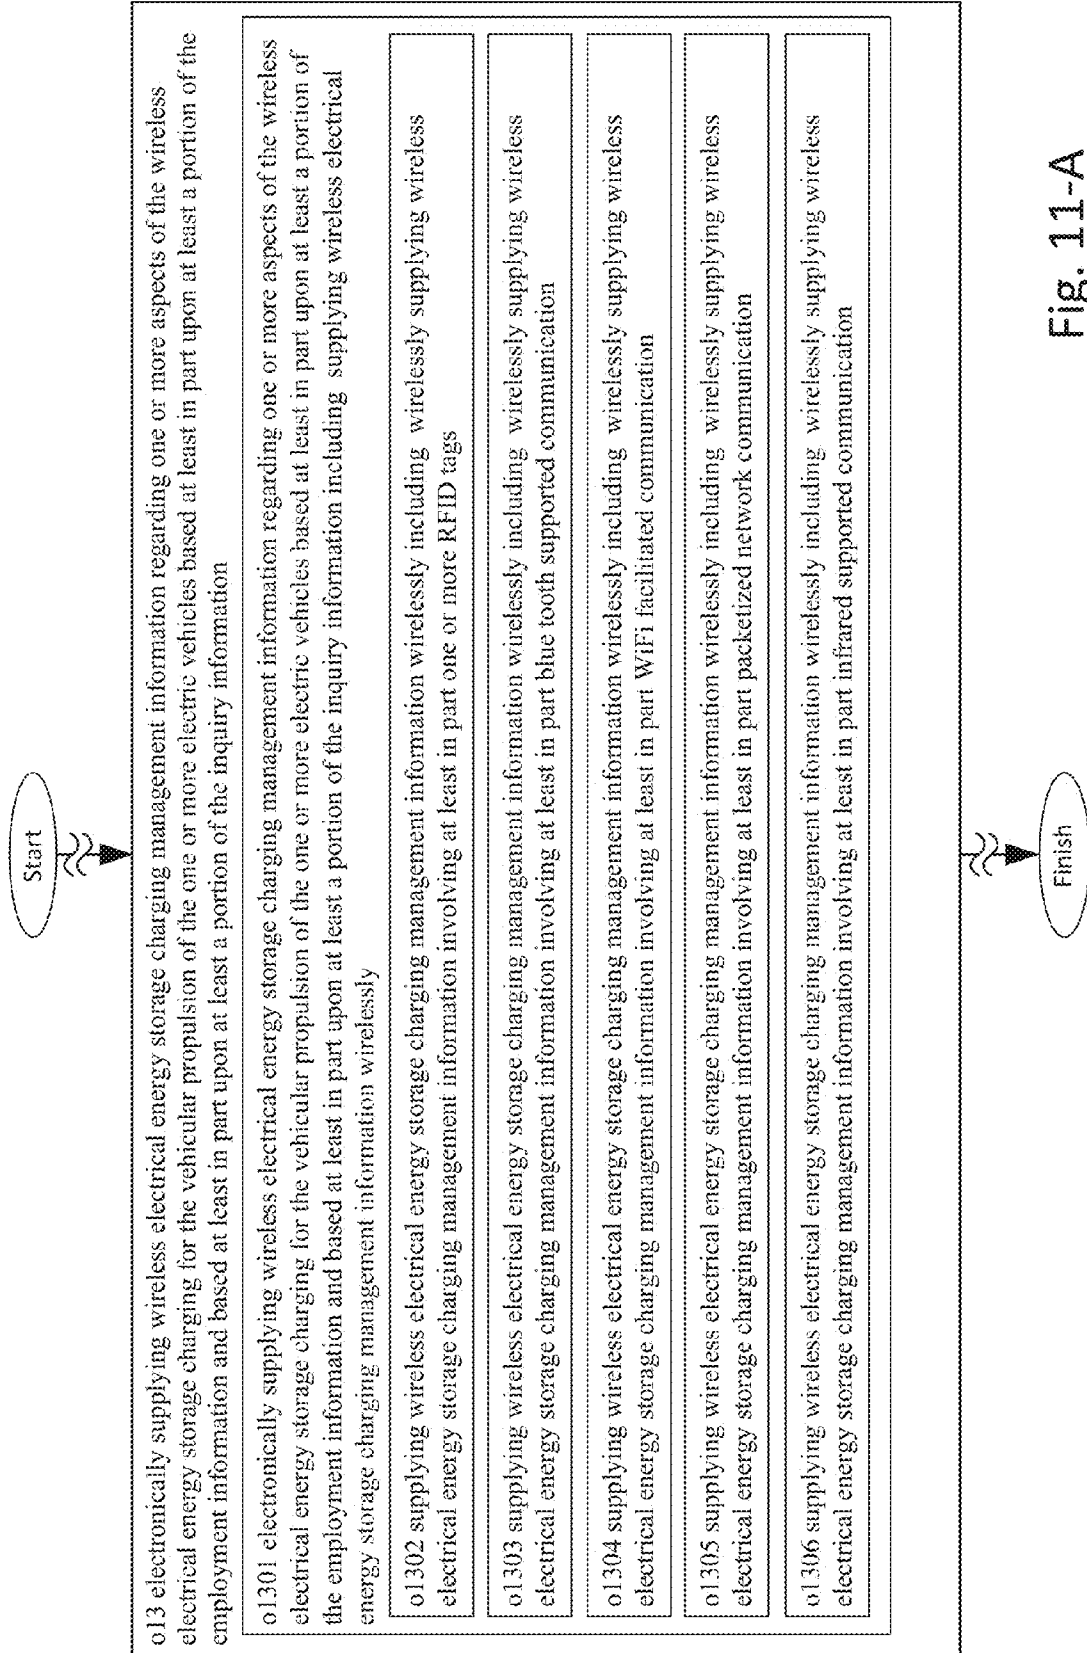 Start
o13 electronically supplying wireless electrical energy storage charging management information regarding one or more aspects of the wireless
electrical energy storage charging for the vehicular propulsion of the one or more electric vehicles based at least in part upon at least a portion of the
employment information and based at least in part upon at least a portion of the inquiry information
o1301 electronically supplying wireless electrical energy storage charging management information regarding one or more aspects of the wireless
electrical energy storage charging for the vehicular propulsion of the one or more electric vehicles based at least in part upon at least a portion of
the employment information and based at least in part upon at least a portion of the inquiry information including supplying wireless electrical
energy storage charging management information wirelessly
o1302 supplying wireless electrical energy storage charging management information wirelessly including wirelessly supplying wireless
electrical energy storage charging management information involving at least in part one or more RFID tags
o1303 supplying wireless electrical energy storage charging management information wirelessly including wirelessly supplying wireless
electrical energy storage charging management information involving at least in part blue tooth supported communication
o1304 supplying wireless electrical energy storage charging management information wirelessly including wirelessly supplying wireless
electrical energy storage charging management information involving at least in part WiFi facilitated communication
o1305 supplying wireless electrical energy storage charging management information wirelessly including wirelessly supplying wireless
electrical energy storage charging management information involving at least in part packetized network communication
o1306 supplying wireless electrical energy storage charging management information wirelessly including wirelessly supplying wireless
electrical energy storage charging management information involving at least in part infrared supported communication
Finish
Fig. 11-A